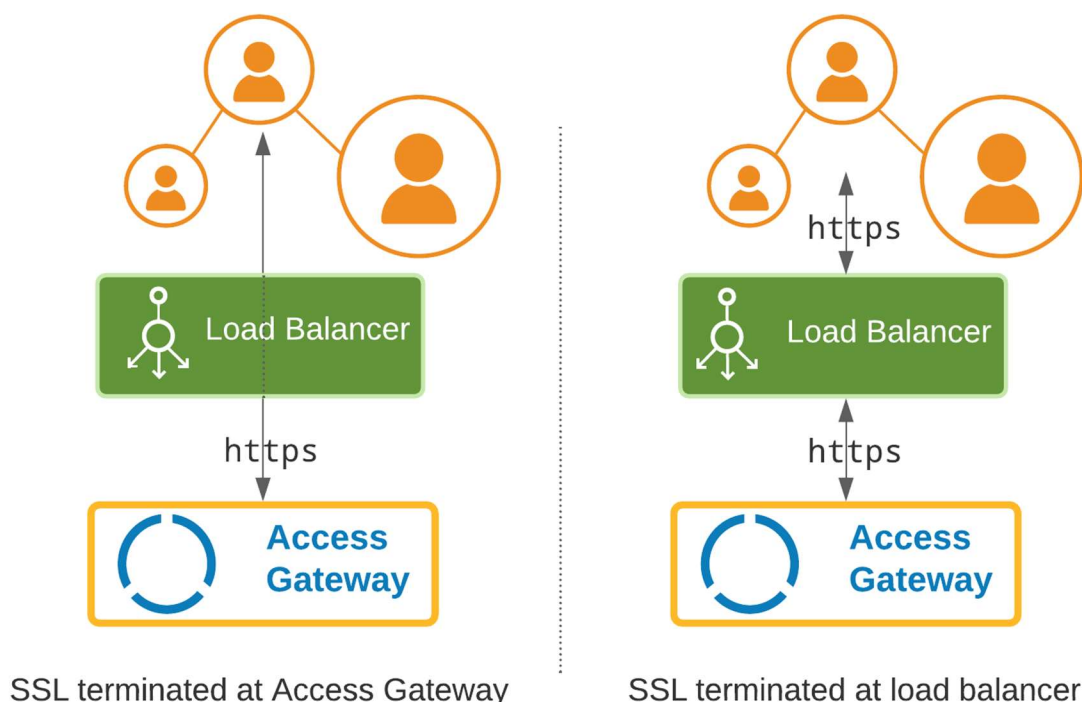 Load Balancer
https
Access
Gateway
SSL terminated at Access Gateway
https
Load Balancer
https
Access
Gateway
SSL terminated at load balancer